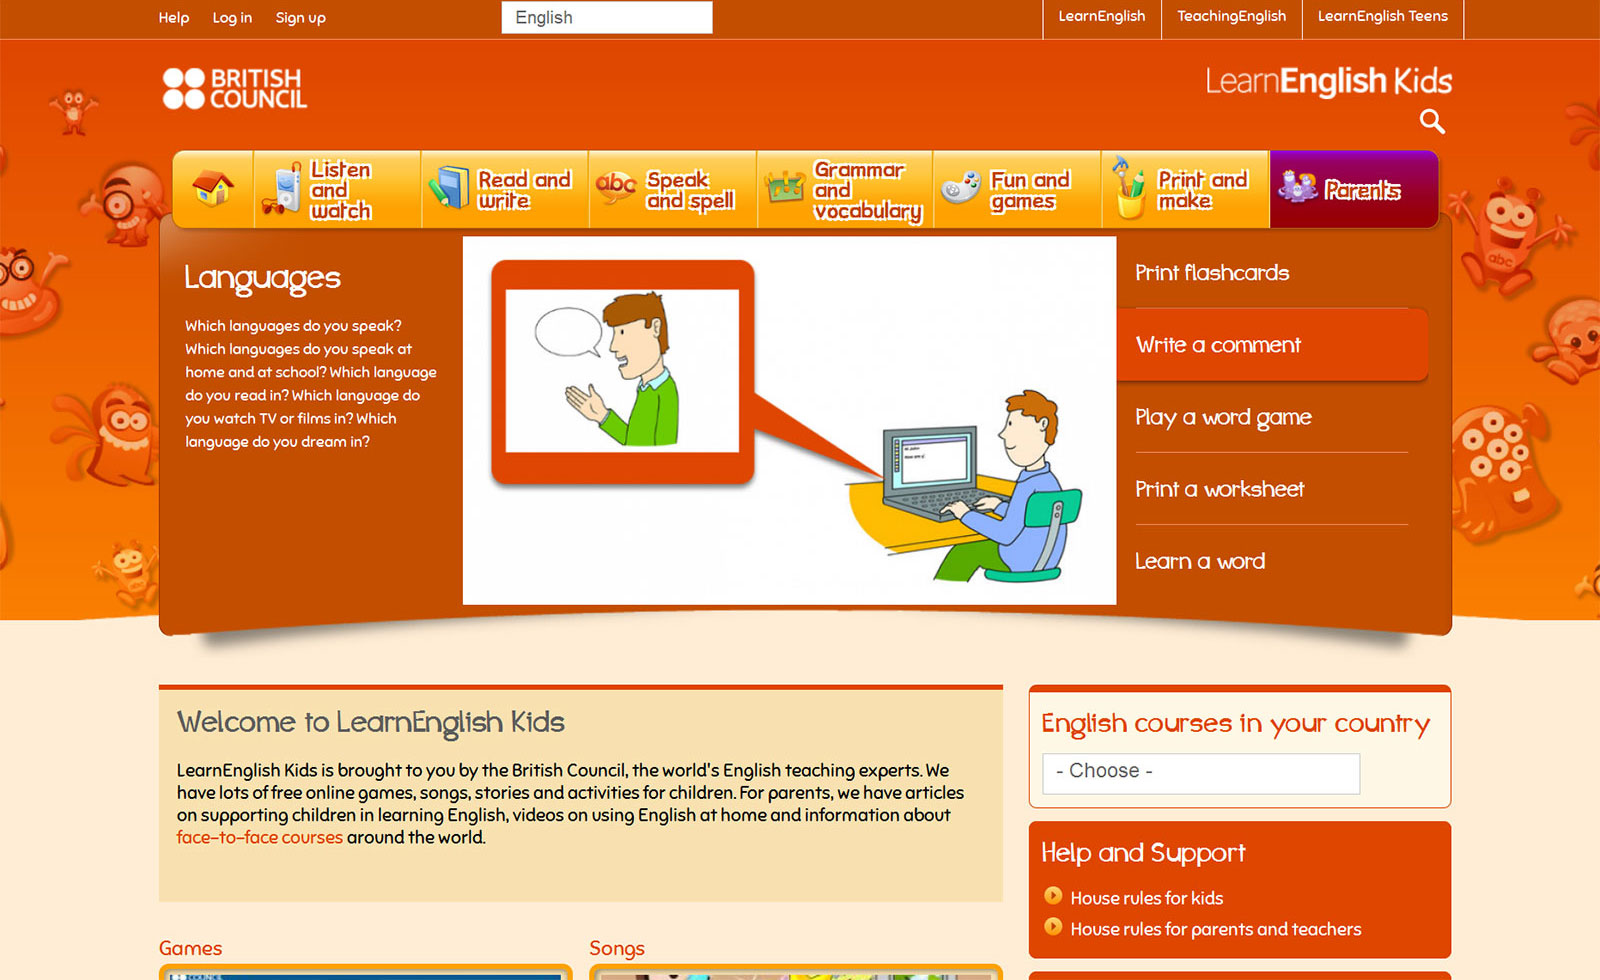 Help Log in Sign up English LearnEnglish TeachingEnglish LearnEnglish Teens
BRITISH
COUNCIL
LearnEnglish Kids
Listen
and
watch
Read and
write
abc
Speak
and spell
Grammar
and
vocabulary
Fun and
games
Print and
make
Parents
Languages
Which languages do you speak?
Which languages do you speak at
home and at school? Which language
do you read in? Which language do
you watch TV or films in? Which
language do you dream in?
Print flashcards
Write a comment
Play a word game
Print a worksheet
Learn a word
abc
Welcome to LearnEnglish Kids
LearnEnglish Kids is brought to you by the British Council, the world's English teaching experts. We
have lots of free online games, songs, stories and activities for children. For parents, we have articles
on supporting children in learning English, videos on using English at home and information about
face-to-face courses around the world.
English courses in your country
- Choose -
Help and Support
House rules for kids
House rules for parents and teachers
Games
Songs